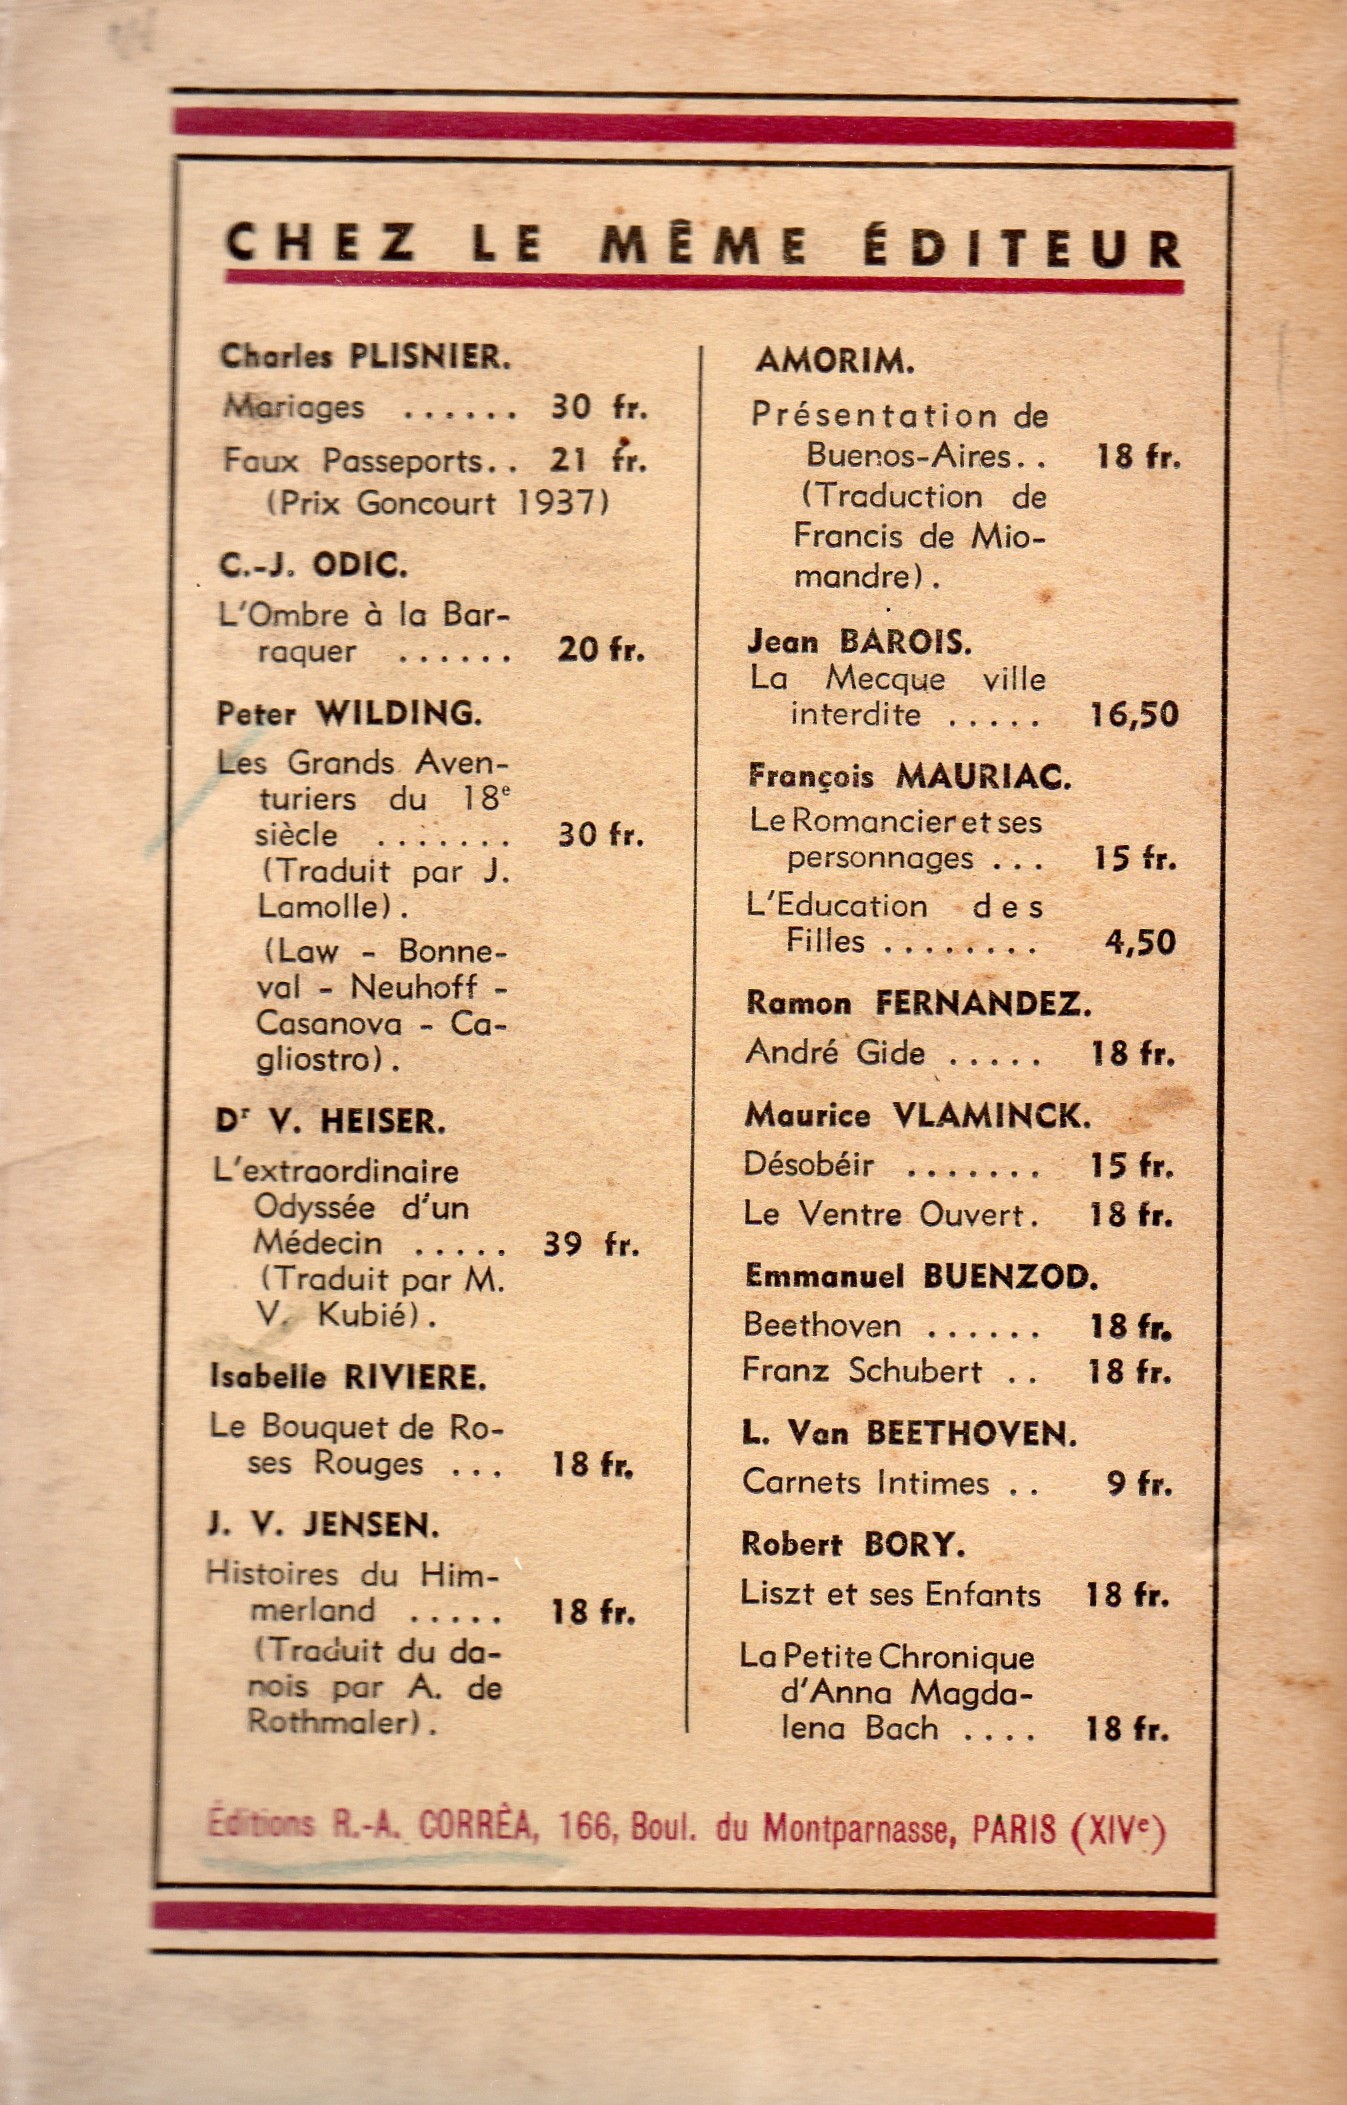 CHEZ LE MÊME ÉDITEUR
Charles PLISNIER.
Mariages ...... 30 fr.
Faux Passeports.. 21 fr.
(Prix Goncourt 1937)
C.-J. ODIC.
L'Ombre à la Bar-
raquer ...... 20 fr.
Peter WILDING.
Les Grands Aven-
turiers du 18e
siècle ....... 30 fr.
(Traduit par J.
Lamolle).
(Law - Bonne-
val - Neuhoff -
Casanova - Ca-
gliostro).
Dr V. HEISER.
L'extraordinaire
Odyssée d'un
Médecin ..... 39 fr.
(Traduit par M.
V. Kubié).
Isabelle RIVIERE.
Le Bouquet de Ro-
ses Rouges ... 18 fr.
J. V. JENSEN.
Histoires du Him-
merland ..... 18 fr.
(Traduit du da-
nois par A. de
Rothmaler).
AMORIM.
Présentation de
Buenos-Aires.. 18 fr.
(Traduction de
Francis de Mio-
mandre).
Jean BAROIS.
La Mecque ville
interdite ..... 16,50
François MAURIAC.
Le Romancier et ses
personnages ... 15 fr.
L'Education des
Filles ........ 4,50
Ramon FERNANDEZ.
André Gide ..... 18 fr.
Maurice VLAMINCK.
Désobéir ....... 15 fr.
Le Ventre Ouvert. 18 fr.
Emmanuel BUENZOD.
Beethoven ...... 18 fr.
Franz Schubert .. 18 fr.
L. Van BEETHOVEN.
Carnets Intimes .. 9 fr.
Robert BORY.
Liszt et ses Enfants 18 fr.
La Petite Chronique
d'Anna Magda-
lena Bach .... 18 fr.
Éditions R.-A. CORRÊA, 166, Boul. du Montparnasse, PARIS (XIVe)